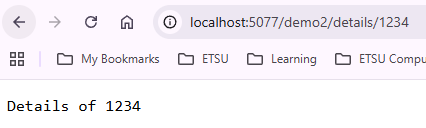 localhost:5077/demo2/details/1234
My Bookmarks ETSU Learning ETSU Compu
Details of 1234